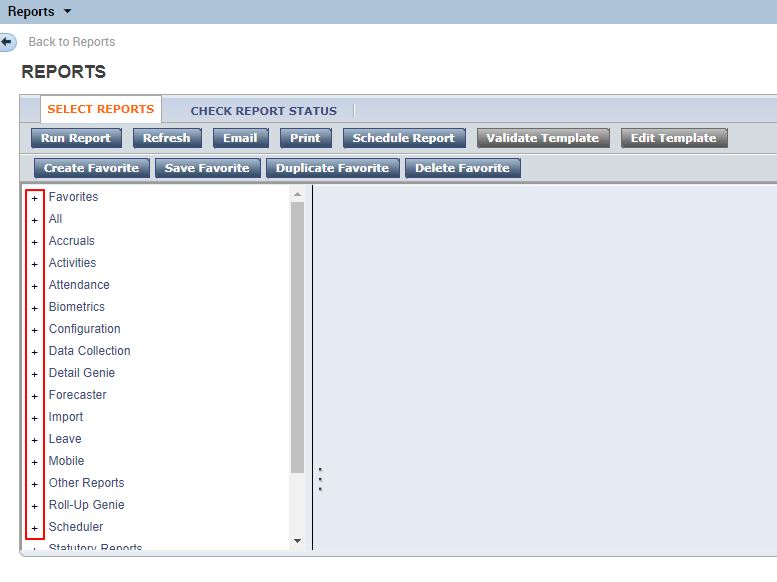 Reports
Back to Reports
REPORTS
SELECT REPORTS CHECK REPORT STATUS
Run Report Refresh Email Print Schedule Report Validate Template Edit Template
Create Favorite Save Favorite Duplicate Favorite Delete Favorite
+ Favorites
+ All
+ Accruals
+ Activities
+ Attendance
+ Biometrics
+ Configuration
+ Data Collection
+ Detail Genie
+ Forecaster
+ Import
+ Leave
+ Mobile
+ Other Reports
+ Roll-Up Genie
+ Scheduler
+ Statutory Reports